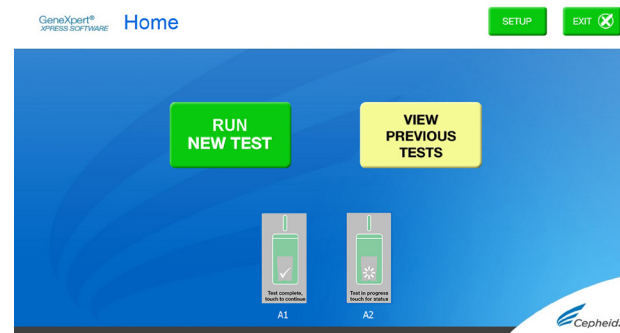 GeneXpert®
XPRESS SOFTWARE
Home
SETUP
EXIT
RUN
NEW TEST
VIEW
PREVIOUS
TESTS
Test complete,
touch to continue
Test in progress
touch for status
A1
A2
Cepheid.